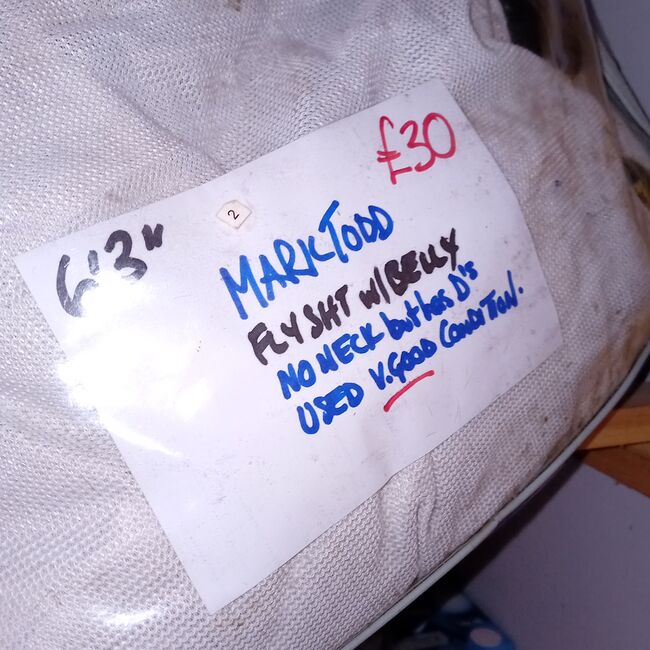 £30
2
6'3"
MARK TODD
FLY SHT W/BELLY
NO NECK but has D's
USED V.GOOD CONDITION.